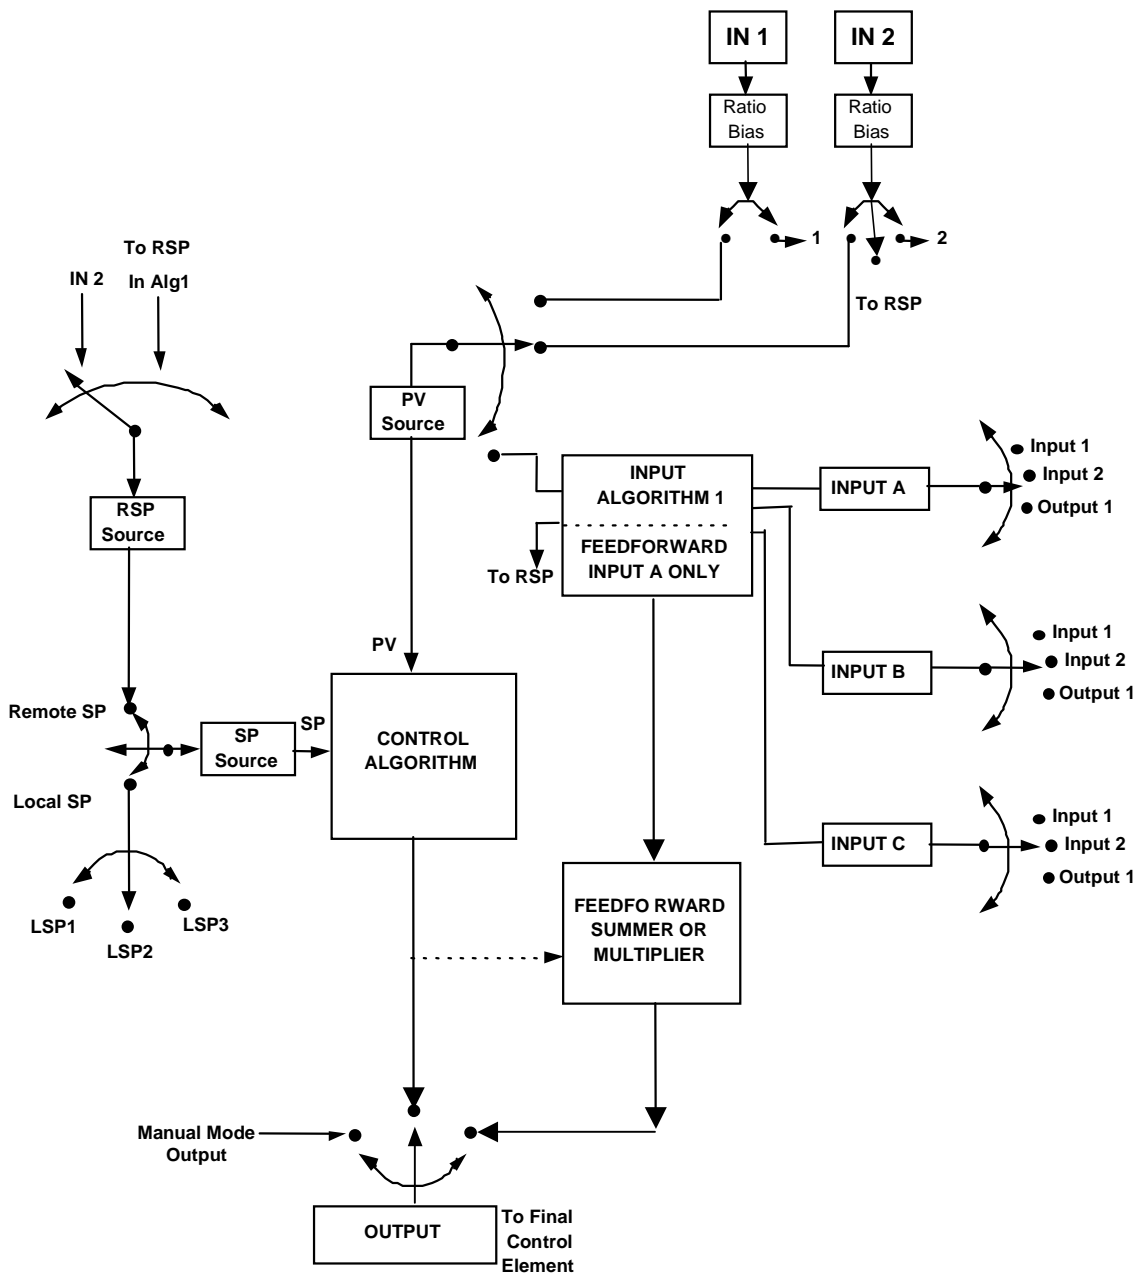 IN 1
IN 2
Ratio
Bias
Ratio
Bias
1
2
To RSP
To RSP
In Alg1
IN 2
PV
Source
RSP
Source
INPUT
ALGORITHM 1
FEEDFORWARD
INPUT A ONLY
To RSP
INPUT A
Input 1
Input 2
Output 1
INPUT B
Input 1
Input 2
Output 1
INPUT C
Input 1
Input 2
Output 1
PV
Remote SP
SP
Source
SP
CONTROL
ALGORITHM
Local SP
LSP1
LSP2
LSP3
FEEDFO RWARD
SUMMER OR
MULTIPLIER
Manual Mode
Output
OUTPUT
To Final
Control
Element